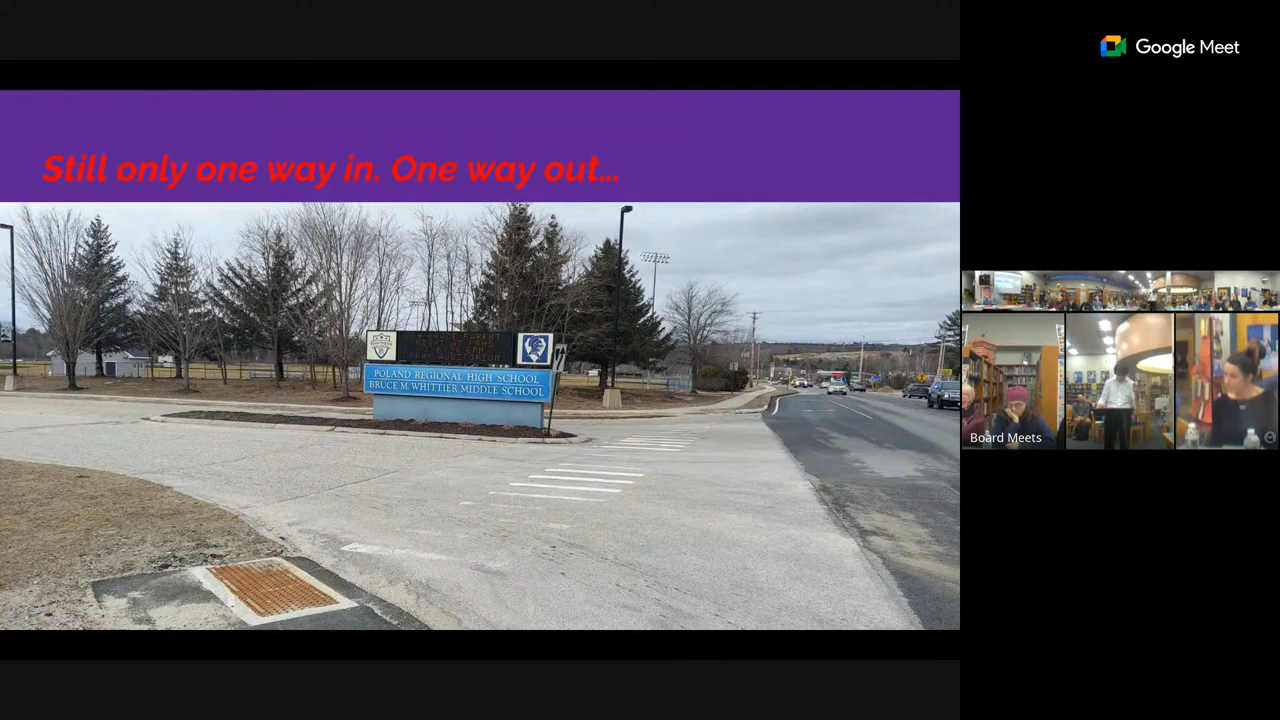 Google Meet
Still only one way in. One way out...
POLAND REGIONAL HIGH SCHOOL
BRUCE M. WHITTIER MIDDLE SCHOOL
Board Meets